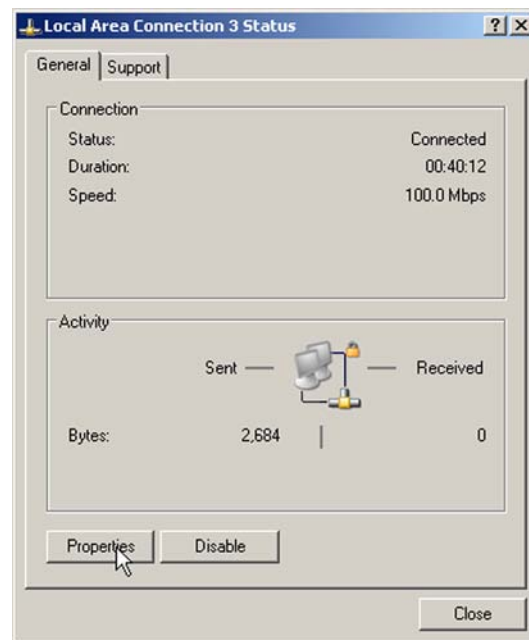 Local Area Connection 3 Status
General Support
Connection
Status: Connected
Duration: 00:40:12
Speed: 100.0 Mbps
Activity
Sent Received
Bytes: 2,684 0
Properties Disable
Close